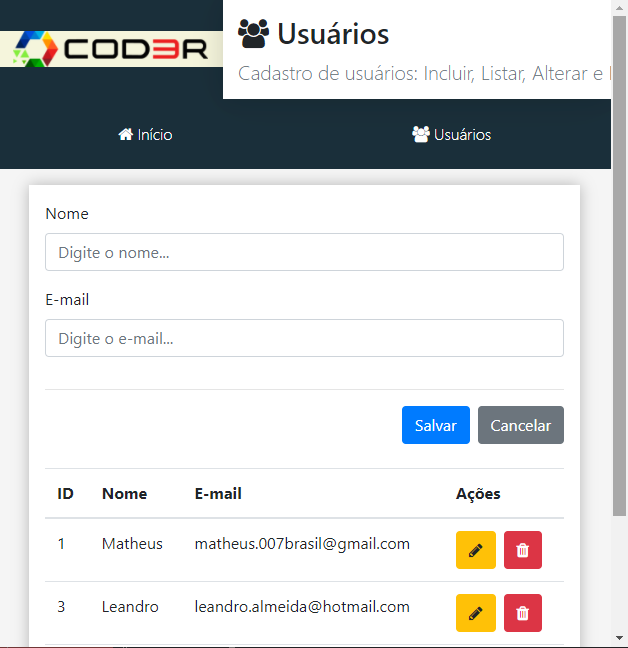 COD3R
Usuários
Cadastro de usuários: Incluir, Listar, Alterar e
Início
Usuários
Nome
Digite o nome...
E-mail
Digite o e-mail...
Salvar
Cancelar
ID Nome E-mail Ações
1 Matheus matheus.007brasil@gmail.com
3 Leandro leandro.almeida@hotmail.com